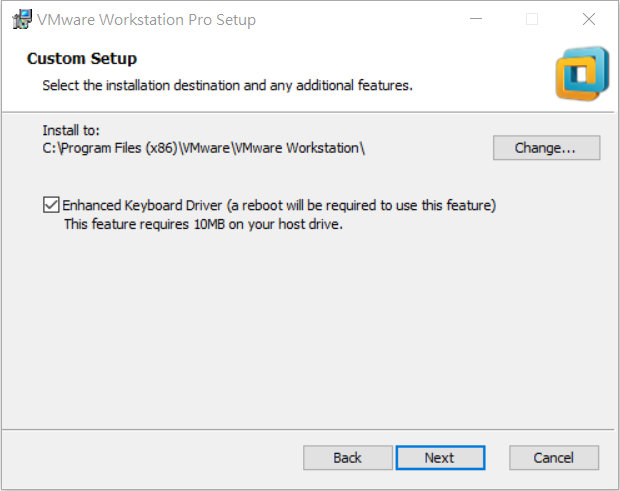 VMware Workstation Pro Setup
Custom Setup
Select the installation destination and any additional features.
Install to:
C:\Program Files (x86)\VMware\VMware Workstation\
Change...
Enhanced Keyboard Driver (a reboot will be required to use this feature)
This feature requires 10MB on your host drive.
Back
Next
Cancel